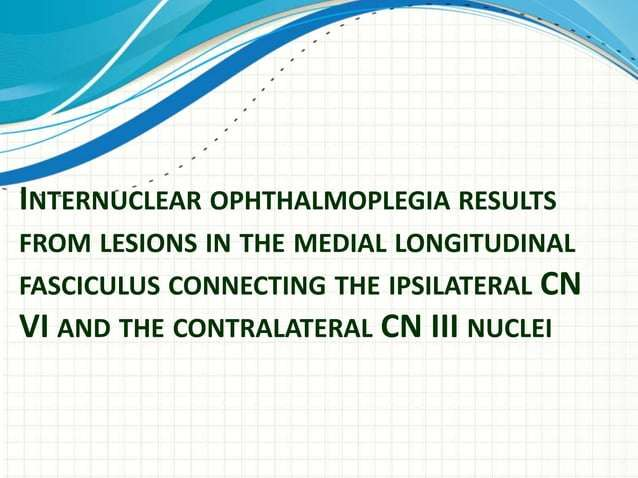 Internuclear ophthalmoplegia results
from lesions in the medial longitudinal
fasciculus connecting the ipsilateral CN
VI and the contralateral CN III nuclei